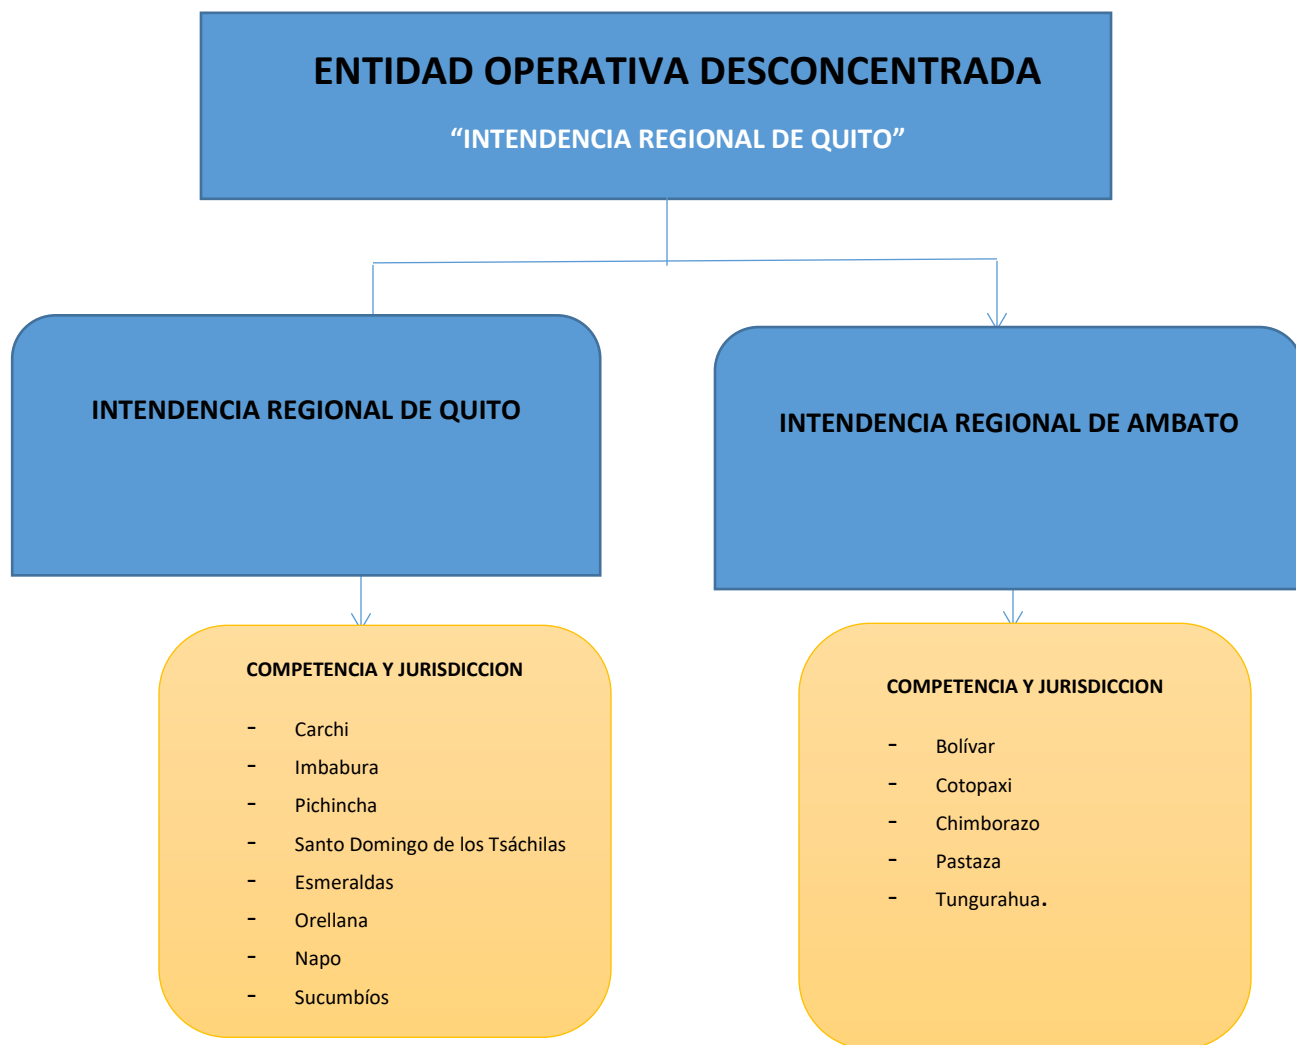 ENTIDAD OPERATIVA DESCONCENTRADA
“INTENDENCIA REGIONAL DE QUITO”
INTENDENCIA REGIONAL DE QUITO
INTENDENCIA REGIONAL DE AMBATO
COMPETENCIA Y JURISDICCION
- Carchi
- Imbabura
- Pichincha
- Santo Domingo de los Tsáchilas
- Esmeraldas
- Orellana
- Napo
- Sucumbíos
COMPETENCIA Y JURISDICCION
- Bolívar
- Cotopaxi
- Chimborazo
- Pastaza
- Tungurahua.